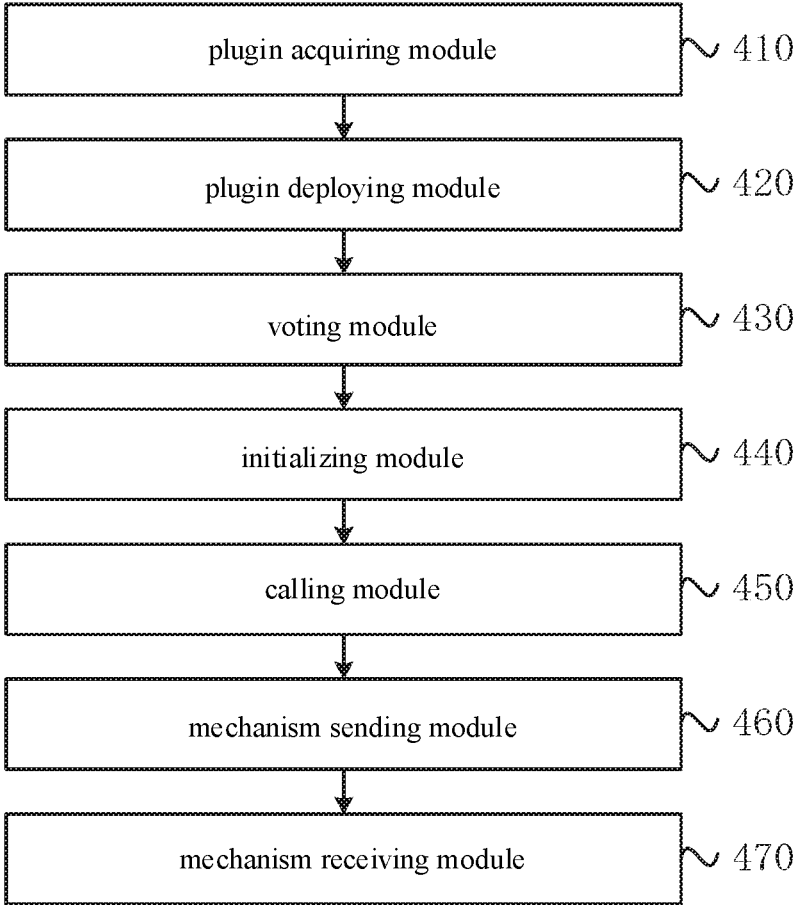 plugin acquiring module 410
plugin deploying module 420
voting module 430
initializing module 440
calling module 450
mechanism sending module 460
mechanism receiving module 470